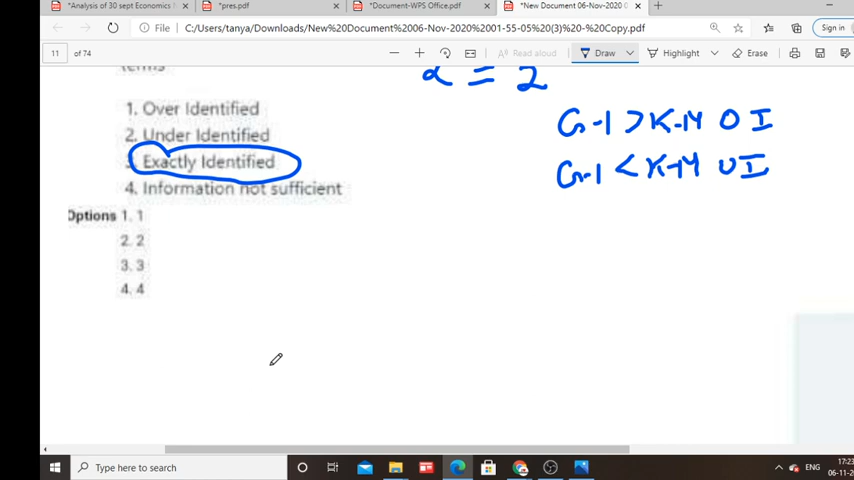 *Analysis of 30 sept Economics N
*pres.pdf
*Document-WPS Office.pdf
*New Document 06-Nov-2020 0
File C:/Users/tanya/Downloads/New%20Document%2006-Nov-2020%2001-55-05%20(3)%20-%20Copy.pdf
Sign in
11 of 74
Read aloud
Draw
Highlight
Erase
α = 2
1. Over Identified
G-1 > K-M O I
2. Under Identified
3. Exactly Identified
G-1 < K-M U I
4. Information not sufficient
Options 1. 1
2. 2
3. 3
4. 4
Type here to search
ENG
17:23
06-11-2